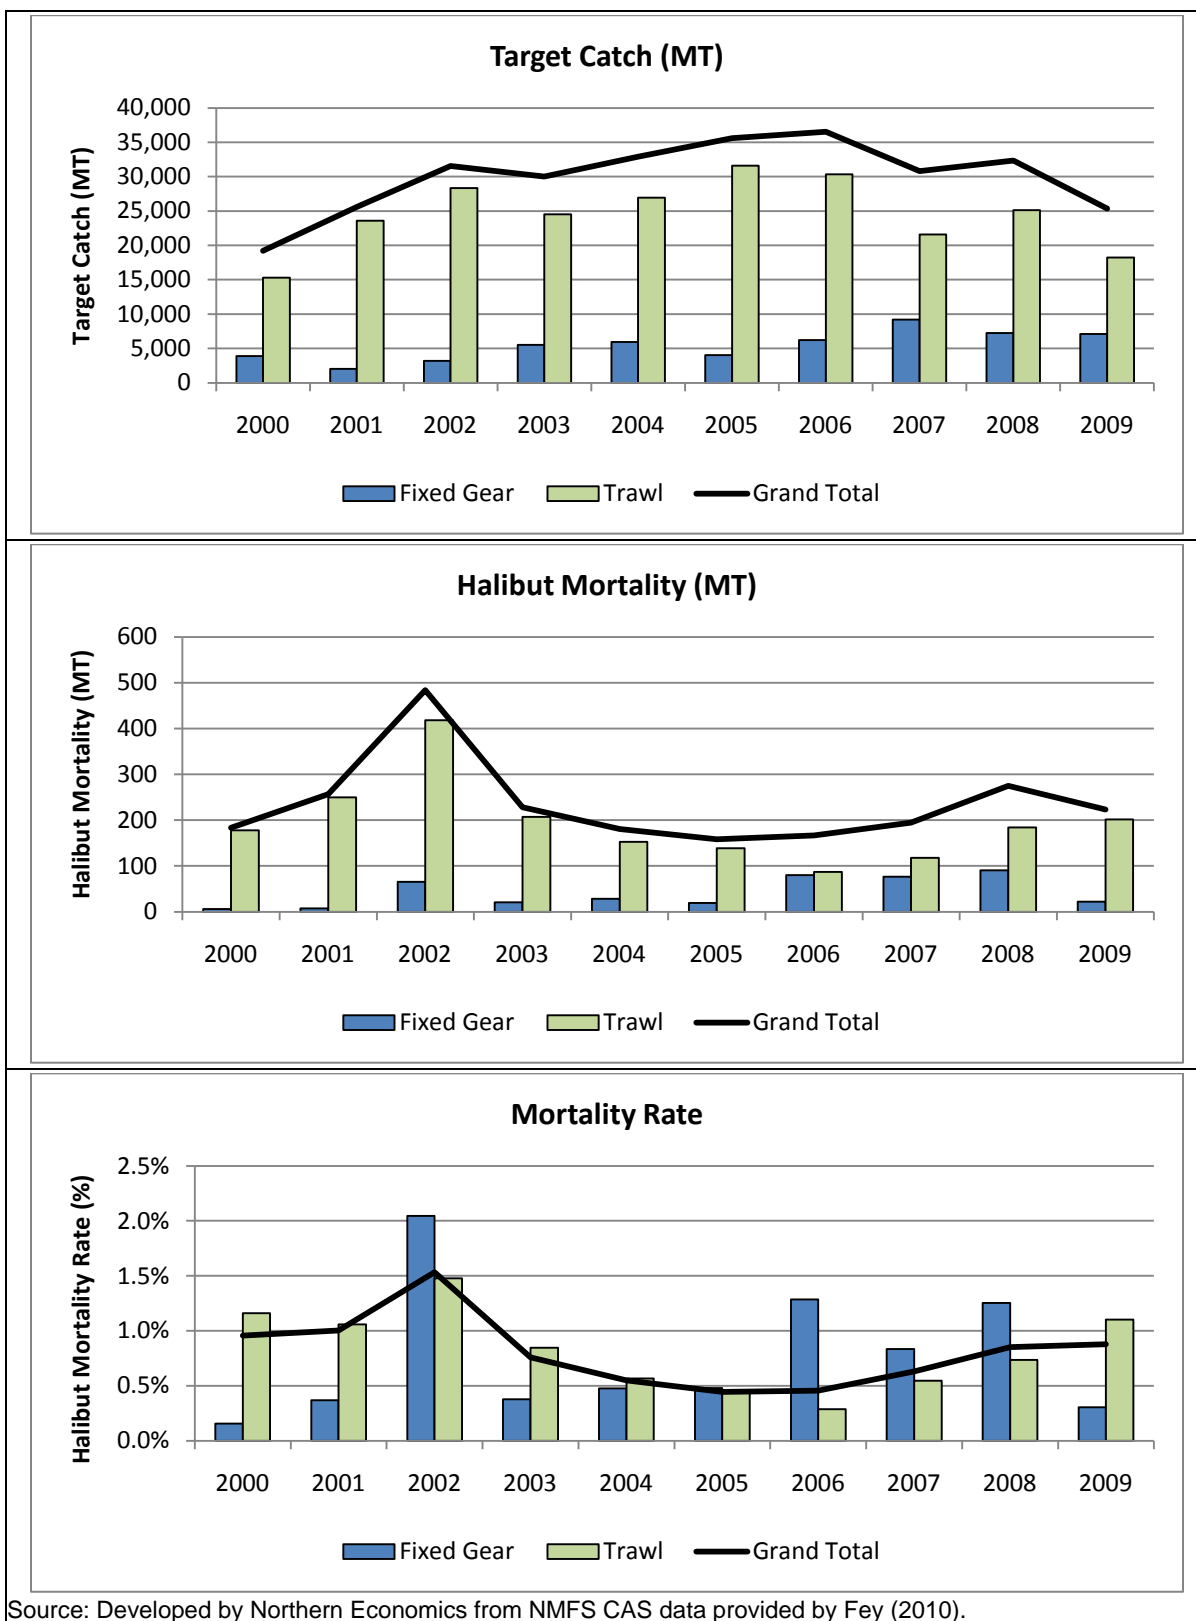 Target Catch (MT)
Target Catch (MT)
40,000
35,000
30,000
25,000
20,000
15,000
10,000
5,000
0
2000 2001 2002 2003 2004 2005 2006 2007 2008 2009
Fixed Gear Trawl Grand Total
Halibut Mortality (MT)
Halibut Mortality (MT)
600
500
400
300
200
100
0
2000 2001 2002 2003 2004 2005 2006 2007 2008 2009
Fixed Gear Trawl Grand Total
Mortality Rate
Halibut Mortality Rate (%)
2.5%
2.0%
1.5%
1.0%
0.5%
0.0%
2000 2001 2002 2003 2004 2005 2006 2007 2008 2009
Fixed Gear Trawl Grand Total
Source: Developed by Northern Economics from NMFS CAS data provided by Fey (2010).